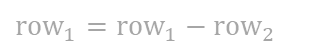 row₁ = row₁ − row₂